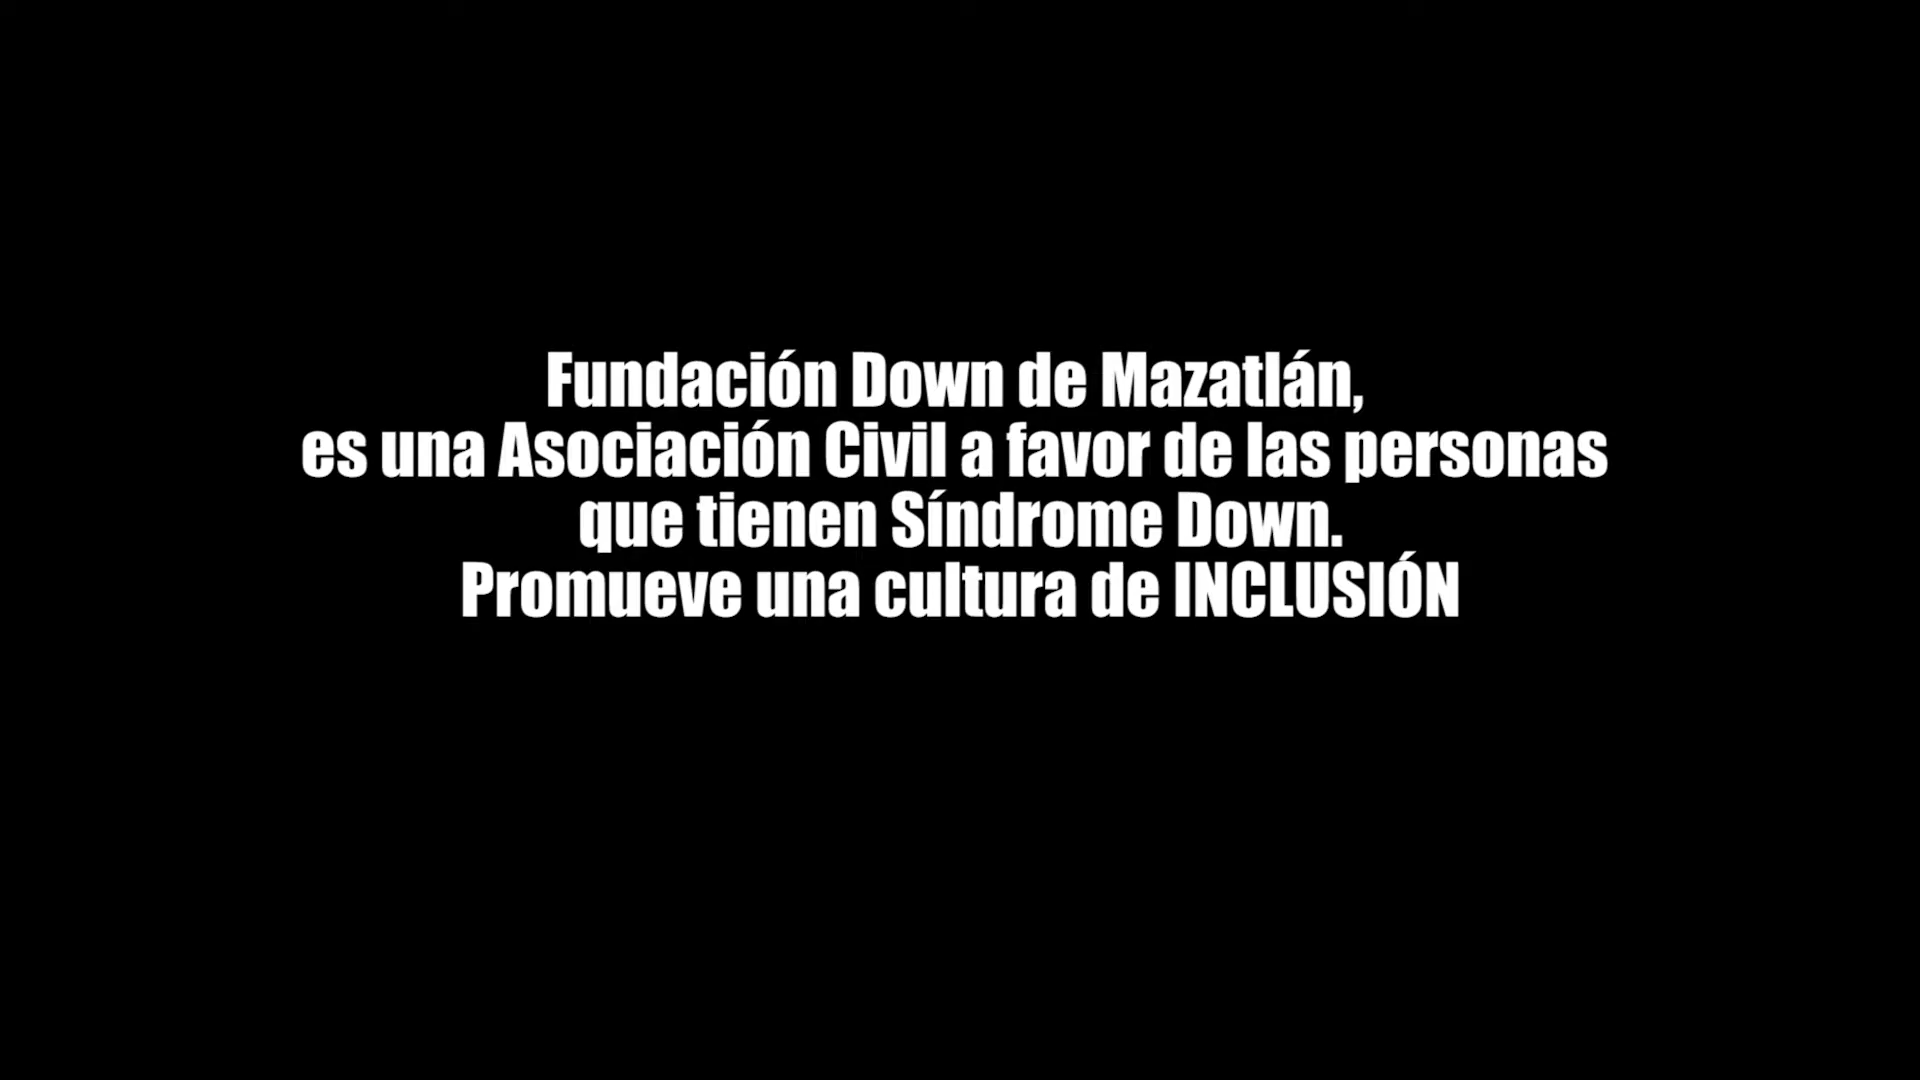 Fundación Down de Mazatlán,
es una Asociación Civil a favor de las personas
que tienen Síndrome Down.
Promueve una cultura de INCLUSIÓN